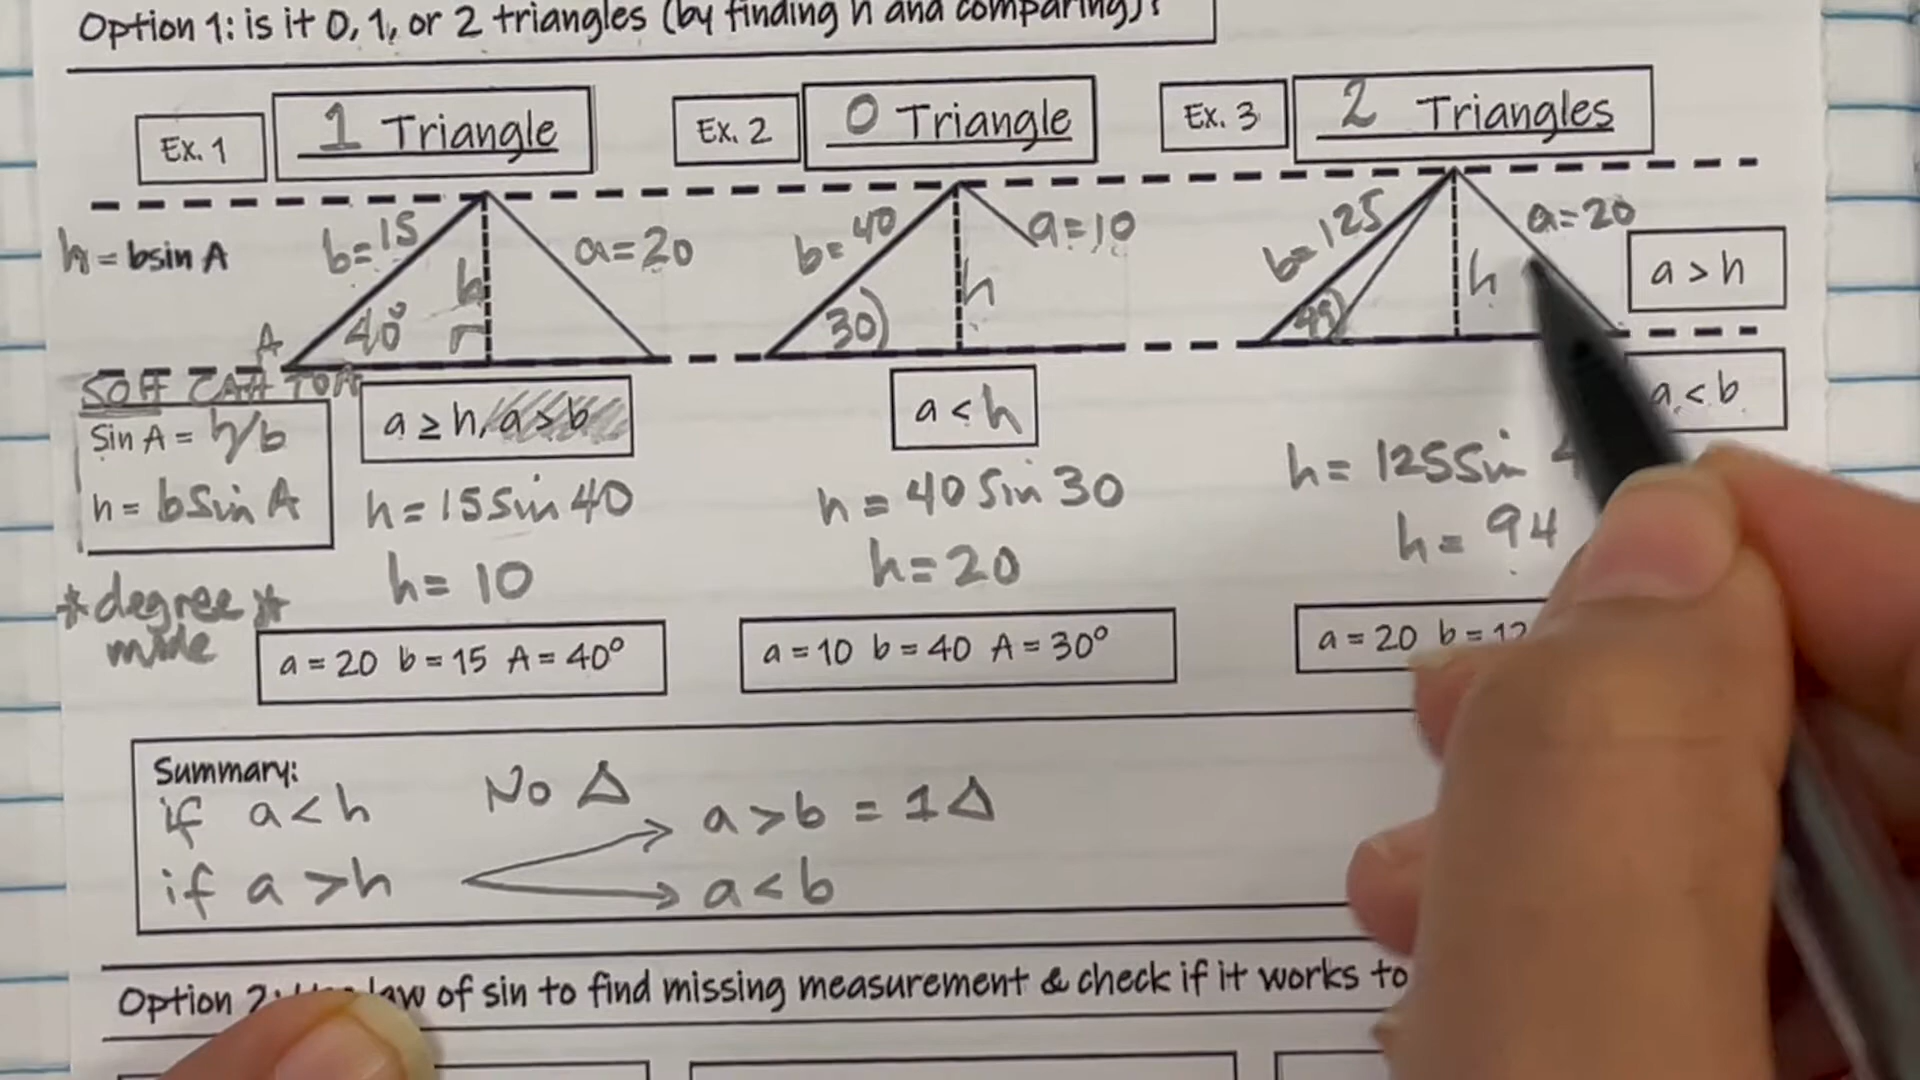 Option 1: is it 0, 1, or 2 triangles (by finding h and comparing)?
Ex. 1
1 Triangle
Ex. 2
0 Triangle
Ex. 3
2 Triangles
h = bsin A
b=15
a=20
h
40°
A
b=40
a=10
h
30
b=125
a=20
h
a > h
a < b
SOH CAH TOA
Sin A = h/b
h = bSin A
a ≥ h, a > b
h = 15 Sin 40
h = 10
a < h
h = 40 Sin 30
h = 20
h = 125Sin
h = 94
*degree*
mode
a = 20 b = 15 A = 40°
a = 10 b = 40 A = 30°
a = 20 b = 12
Summary:
if a < h No △
if a > h
a > b = 1△
a < b
Option 2: law of sin to find missing measurement & check if it works to